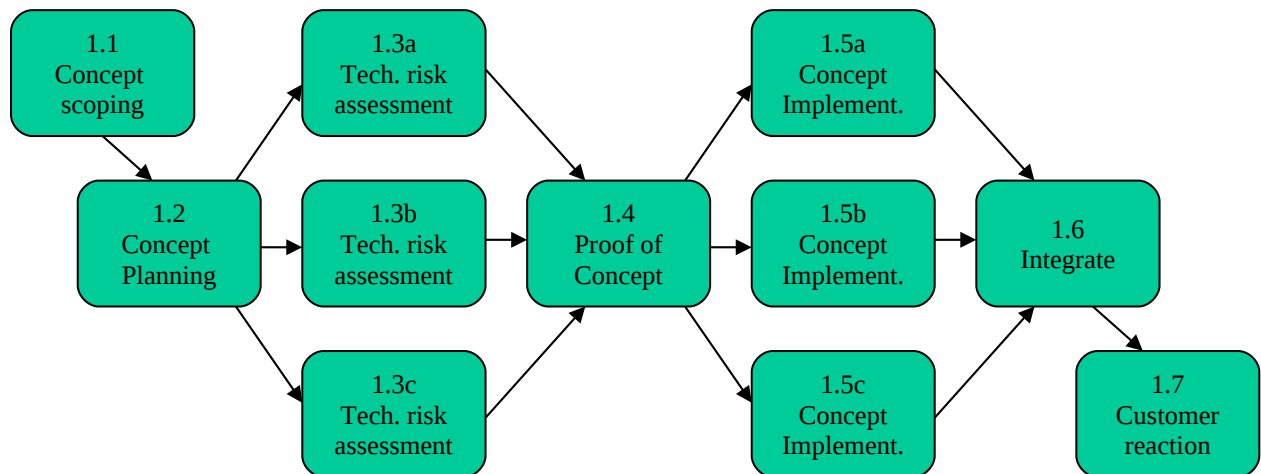 1.1
Concept
scoping
1.2
Concept
Planning
1.3a
Tech. risk
assessment
1.3b
Tech. risk
assessment
1.3c
Tech. risk
assessment
1.4
Proof of
Concept
1.5a
Concept
Implement.
1.5b
Concept
Implement.
1.5c
Concept
Implement.
1.6
Integrate
1.7
Customer
reaction